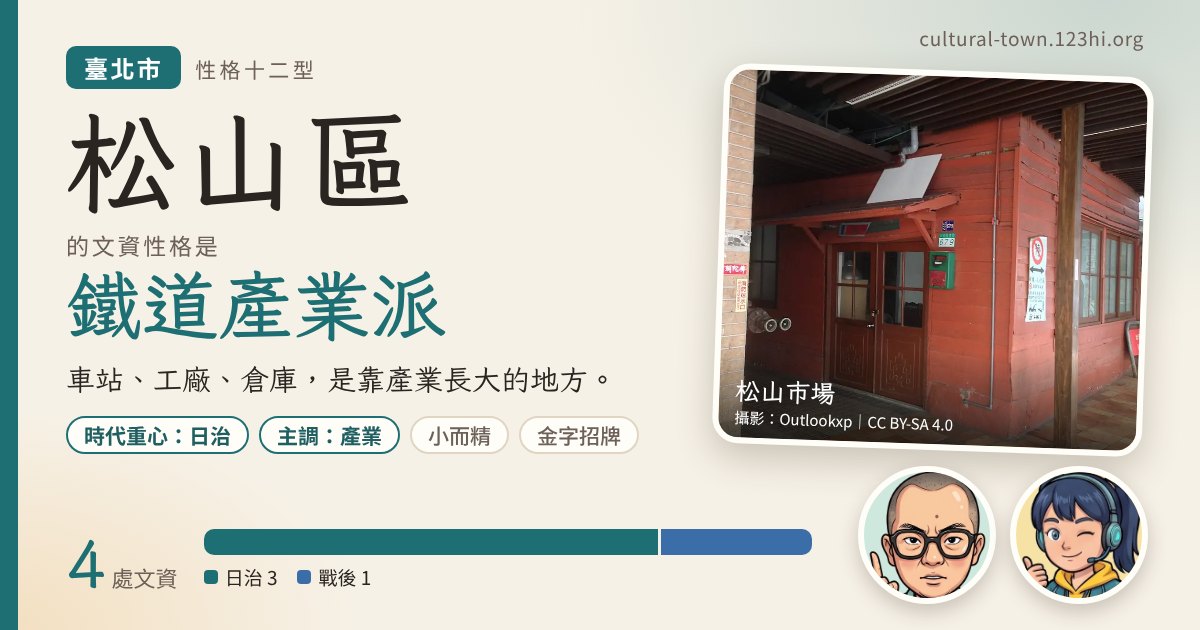 cultural-town.123hi.org
臺北市 性格十二型
松山區
的文資性格是
鐵道產業派
車站、工廠、倉庫，是靠產業長大的地方。
時代重心：日治 主調：產業 小而精 金字招牌
4 處文資
日治 3 戰後 1
松山市場
攝影：Outlookxp｜CC BY-SA 4.0